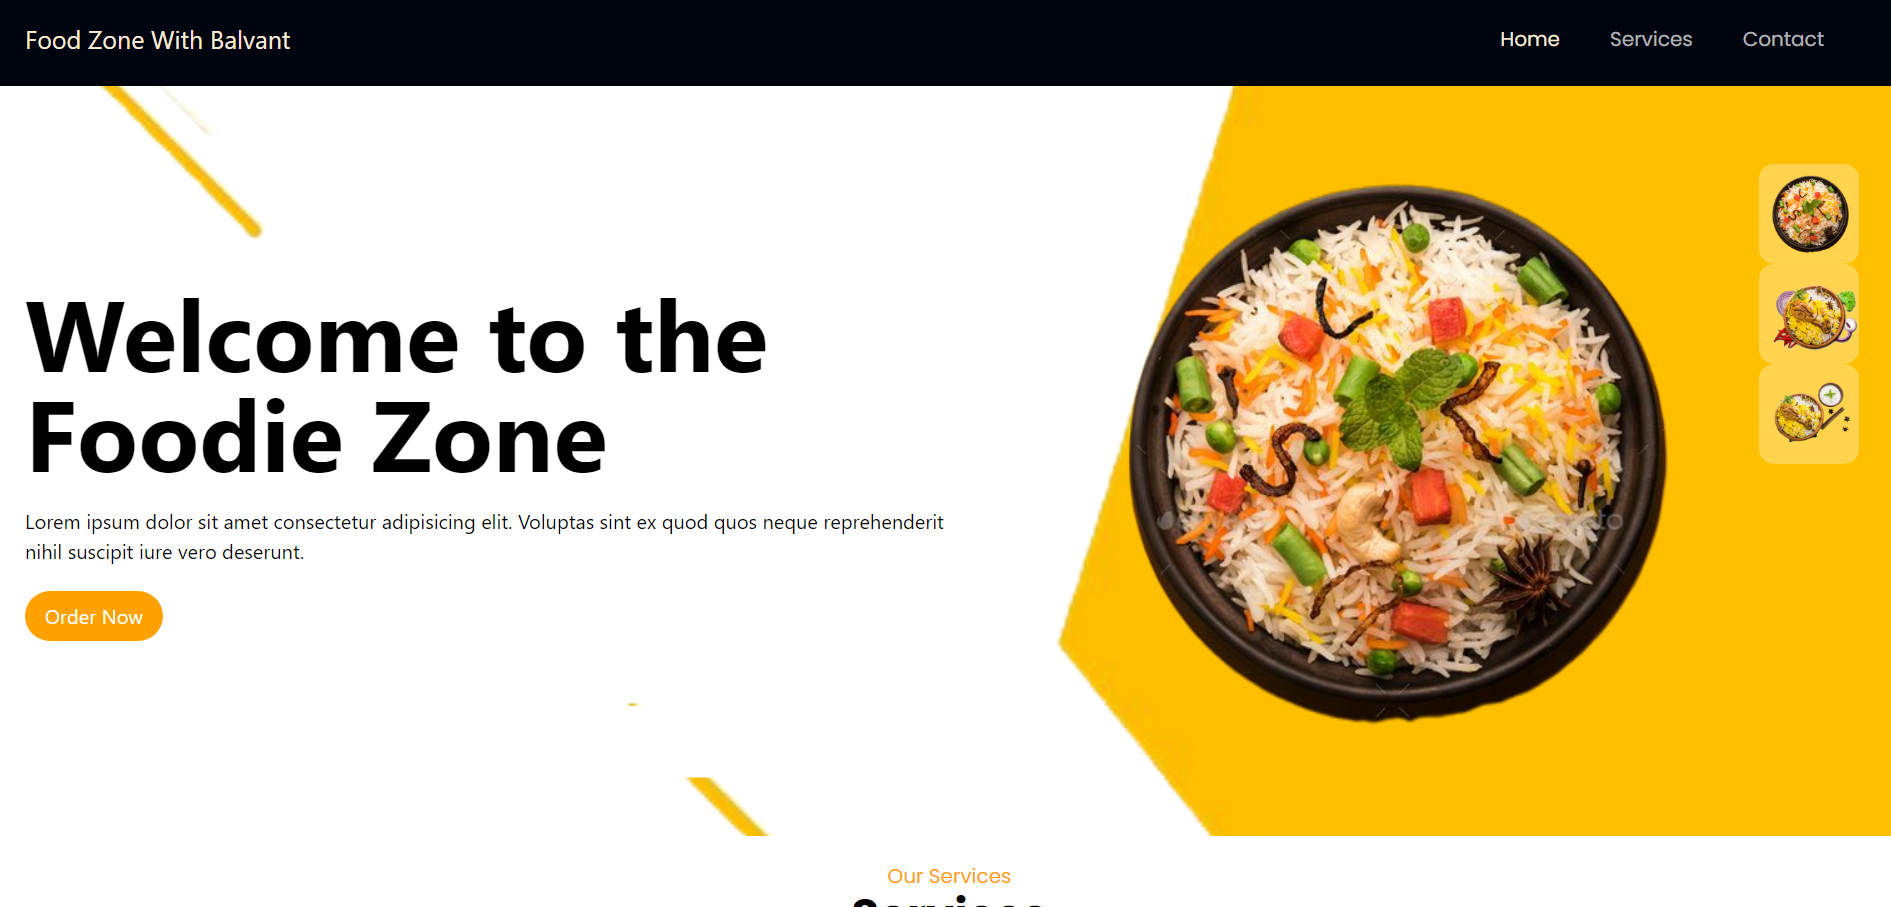 Food Zone With Balvant
Home Services Contact
Welcome to the
Foodie Zone
Lorem ipsum dolor sit amet consectetur adipisicing elit. Voluptas sint ex quod quos neque reprehenderit
nihil suscipit iure vero deserunt.
Order Now
Our Services
Services